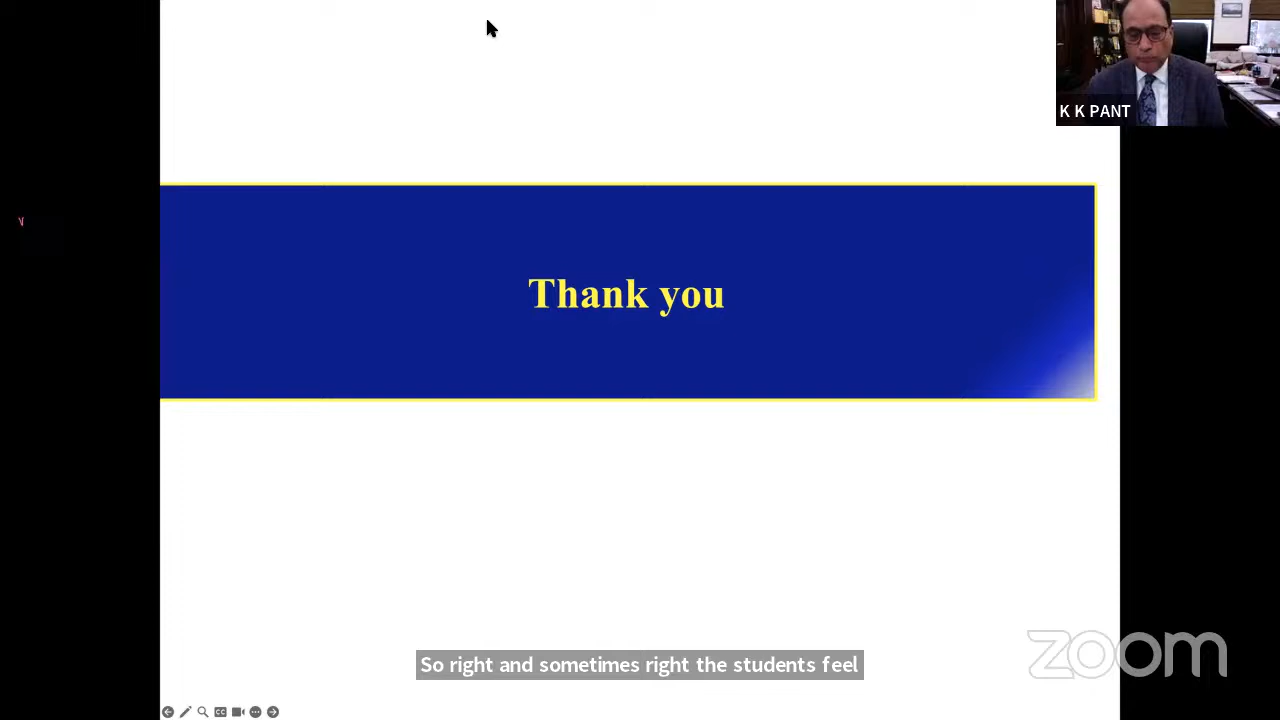 K K PANT
Thank you
So right and sometimes right the students feel
zoom